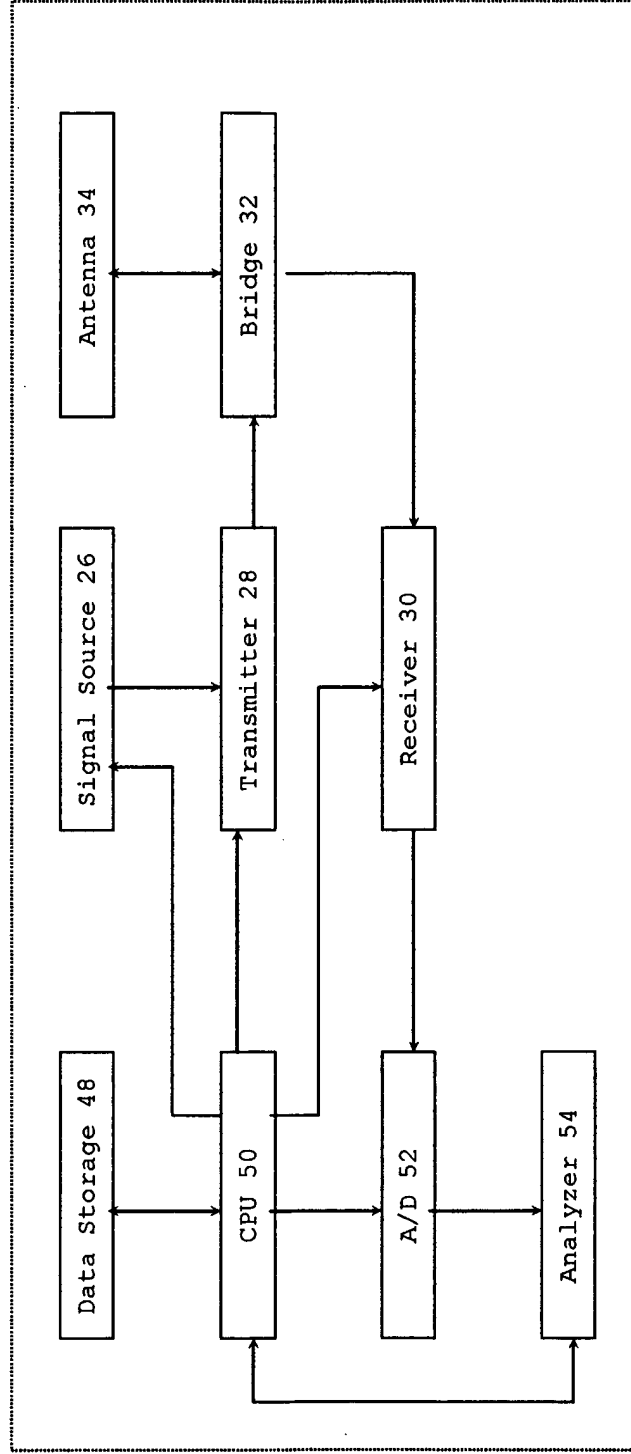 Data Storage 48
Signal Source 26
Antenna 34
CPU 50
Transmitter 28
Bridge 32
A/D 52
Receiver 30
Analyzer 54